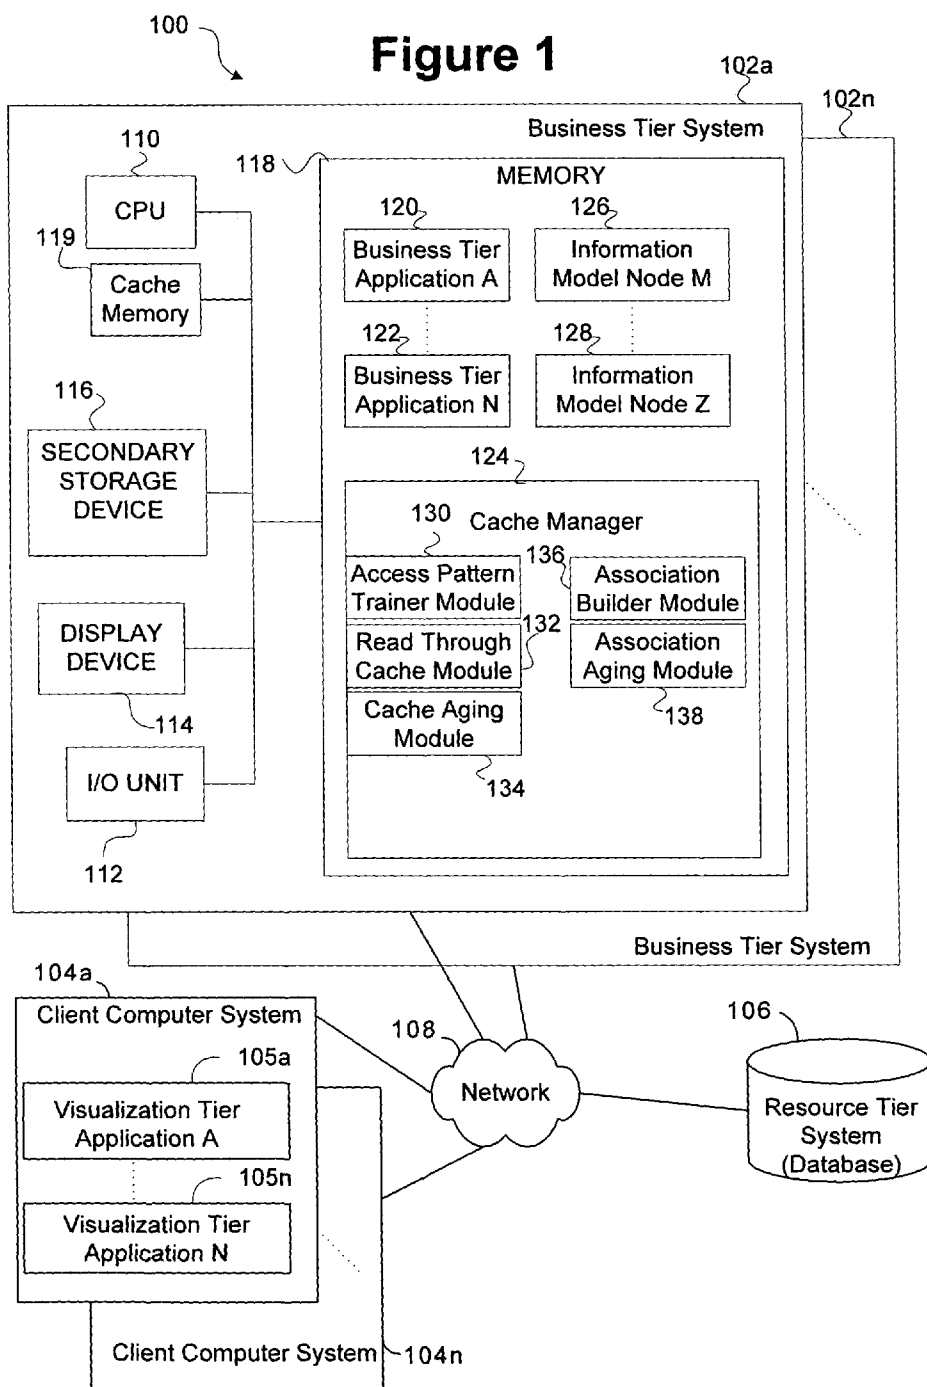 100
Figure 1
102a
102n
Business Tier System
110
118
MEMORY
CPU
120
126
119
Business Tier
Application A
Information
Model Node M
Cache
Memory
122
128
Business Tier
Application N
Information
Model Node Z
116
SECONDARY
STORAGE
DEVICE
124
Cache Manager
130
136
Access Pattern
Trainer Module
Association
Builder Module
132
Read Through
Cache Module
Association
Aging Module
138
Cache Aging
Module
134
DISPLAY
DEVICE
114
I/O UNIT
112
Business Tier System
104a
Client Computer System
108
106
105a
Network
Visualization Tier
Application A
Resource Tier
System
(Database)
105n
Visualization Tier
Application N
Client Computer System
104n